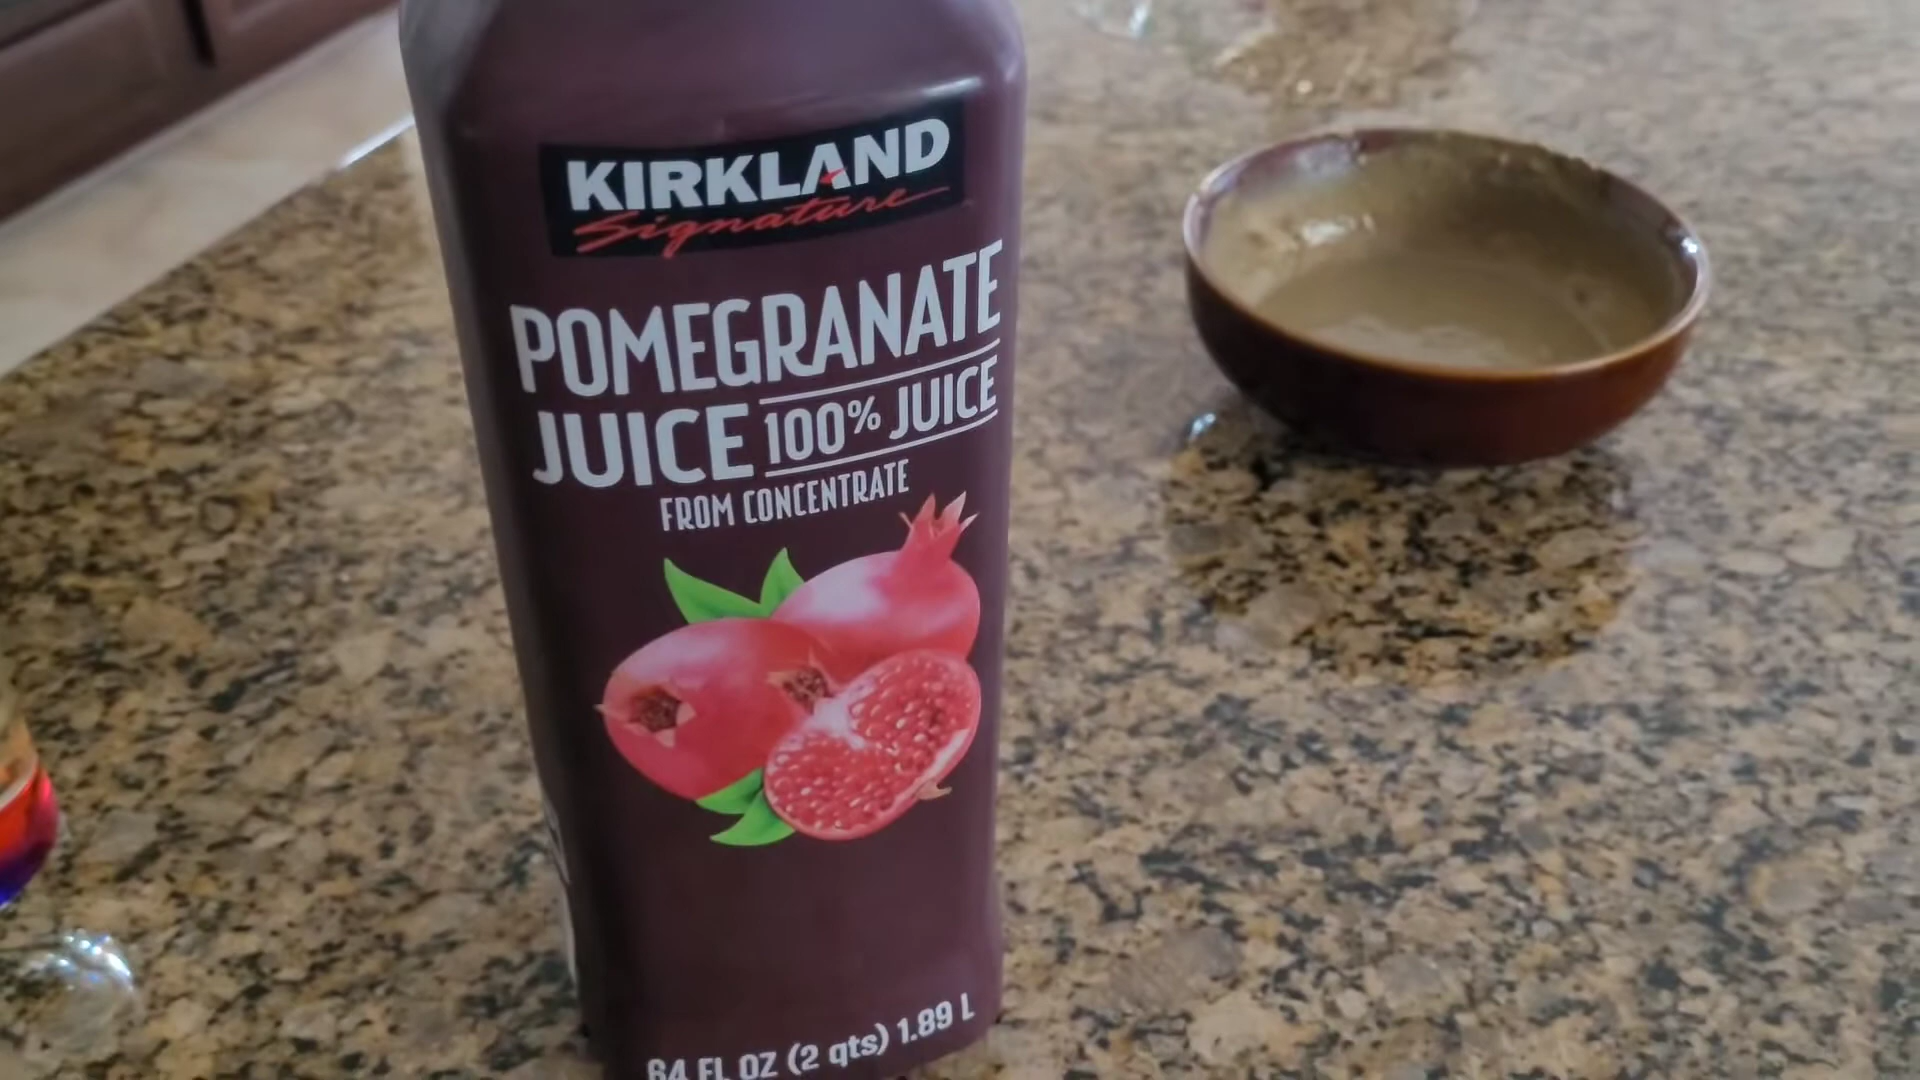 KIRKLAND
Signature
POMEGRANATE
JUICE 100% JUICE
FROM CONCENTRATE
64 FL OZ (2 qts) 1.89 L